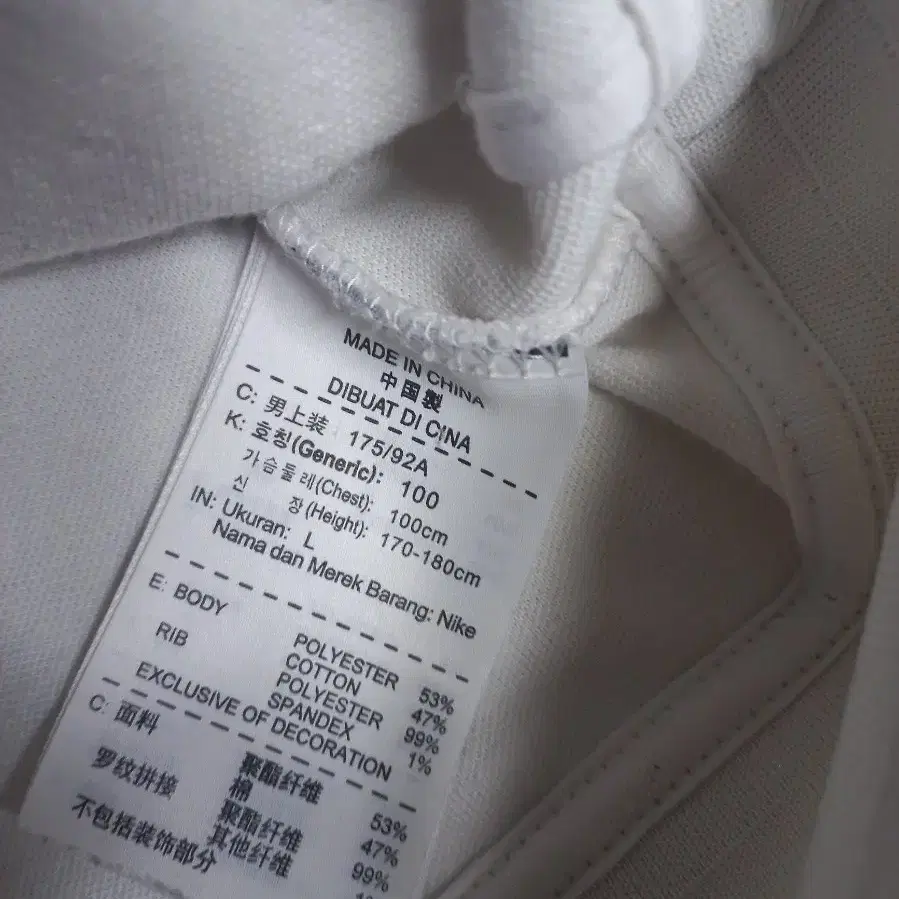 MADE IN CHINA
中國製
DIBUAT DI CINA
C: 男上装 175/92A
K: 호칭(Generic): 100
가슴둘레(Chest): 100cm
신 장(Height): 170-180cm
IN: Ukuran: L
Nama dan Merek Barang: Nike
E: BODY POLYESTER 53%
COTTON 47%
RIB POLYESTER 99%
SPANDEX 1%
EXCLUSIVE OF DECORATION
C: 面料 聚酯纤维 53%
棉 47%
罗纹拼接 聚酯纤维 99%
其他纤维
不包括装饰部分